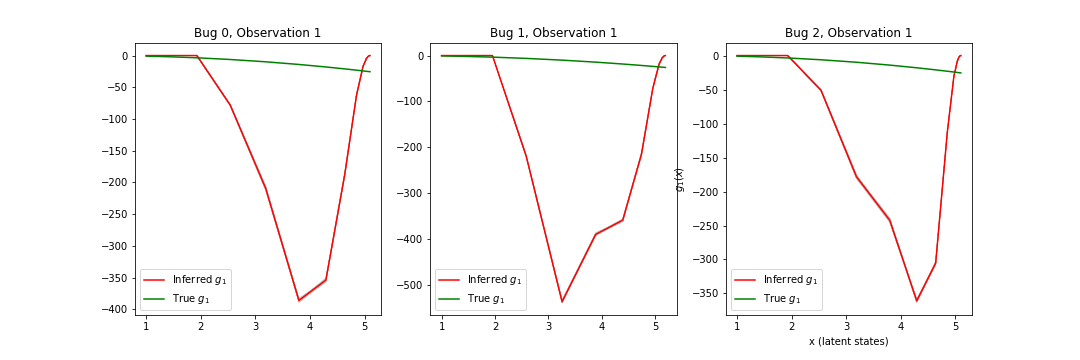 Bug 0, Observation 1
0
−50
−100
−150
−200
−250
−300
−350
−400
1 2 3 4 5
Inferred g₁
True g₁
Bug 1, Observation 1
0
−100
−200
−300
−400
−500
1 2 3 4 5
Inferred g₁
True g₁
Bug 2, Observation 1
g₁(x)
0
−50
−100
−150
−200
−250
−300
−350
1 2 3 4 5
x (latent states)
Inferred g₁
True g₁